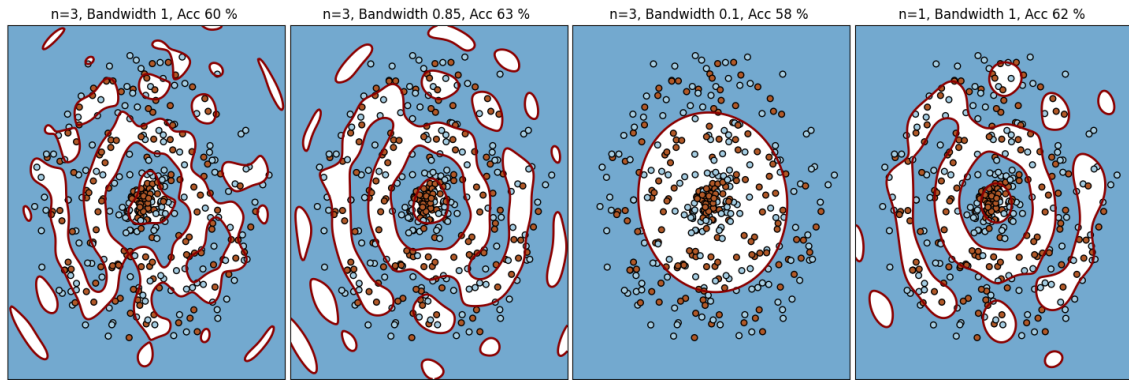 n=3, Bandwidth 1, Acc 60 %
n=3, Bandwidth 0.85, Acc 63 %
n=3, Bandwidth 0.1, Acc 58 %
n=1, Bandwidth 1, Acc 62 %